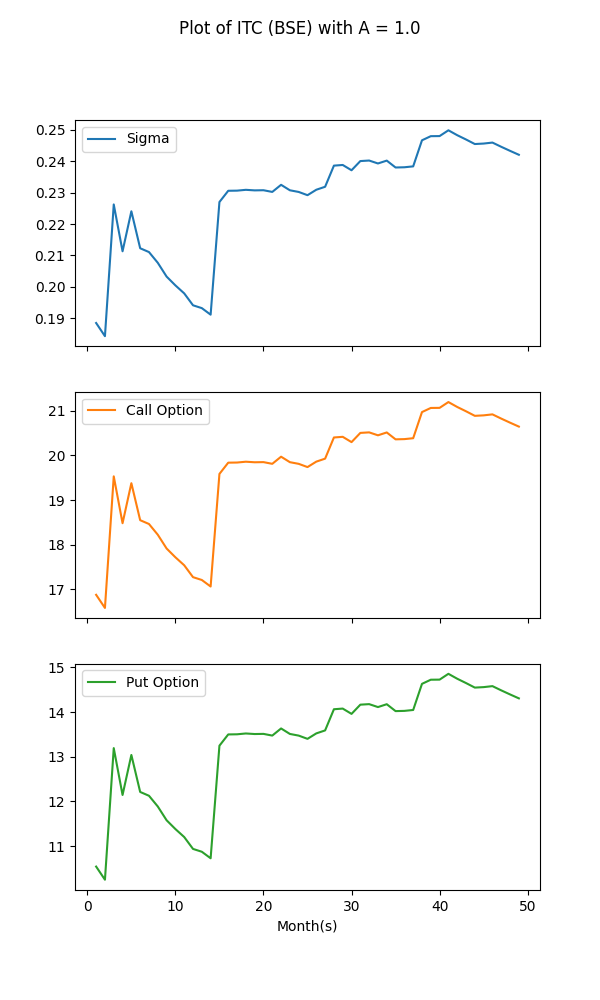 Plot of ITC (BSE) with A = 1.0
Sigma
0.25
0.24
0.23
0.22
0.21
0.20
0.19
Call Option
21
20
19
18
17
Put Option
15
14
13
12
11
0 10 20 30 40 50
Month(s)